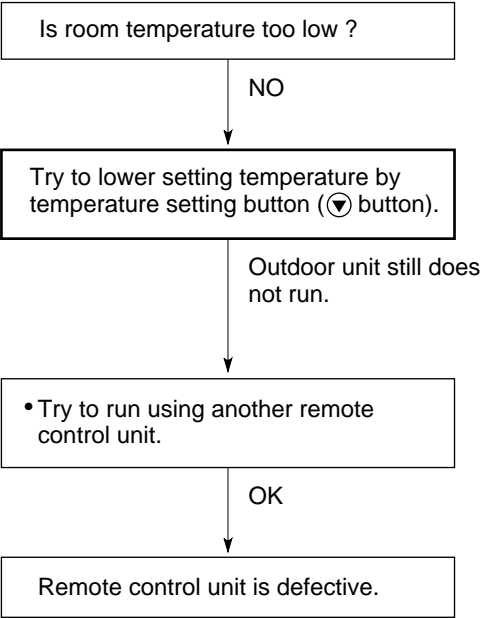 Is room temperature too low ?
NO
Try to lower setting temperature by
temperature setting button (▼ button).
Outdoor unit still does
not run.
• Try to run using another remote
control unit.
OK
Remote control unit is defective.